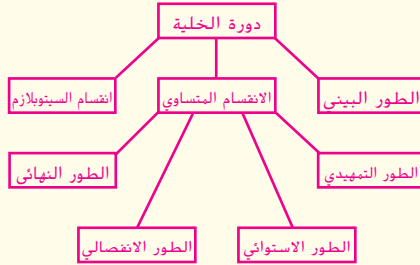 دورة الخلية
الطور البيني
الانقسام المتساوي
انقسام السيتوبلازم
الطور التمهيدي
الطور النهائي
الطور الاستوائي
الطور الانفصالي